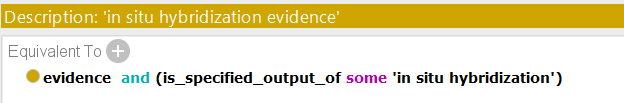 Description: 'in situ hybridization evidence'
Equivalent To
evidence and (is_specified_output_of some 'in situ hybridization')